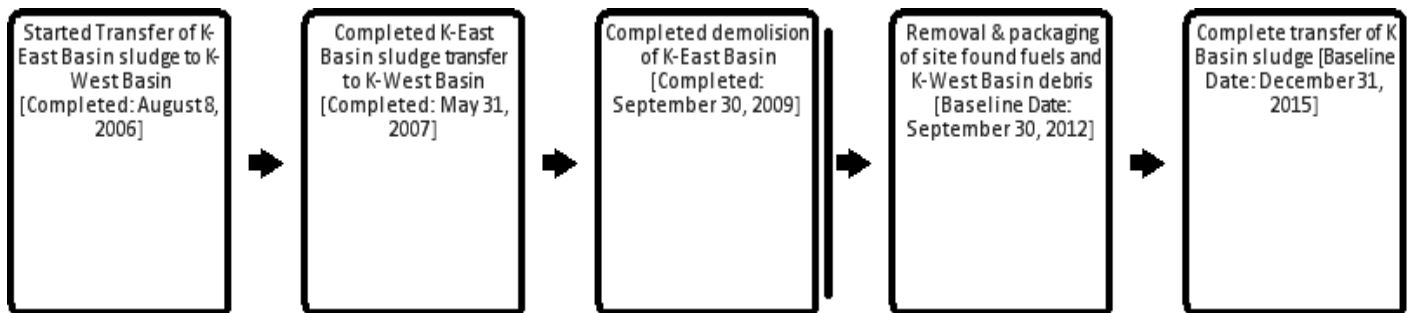 Started Transfer of K-
East Basin sludge to K-
West Basin
[Completed: August 8,
2006]
Completed K-East
Basin sludge transfer
to K-West Basin
[Completed: May 31,
2007]
Completed demolision
of K-East Basin
[Completed:
September 30, 2009]
Removal & packaging
of site found fuels and
K-West Basin debris
[Baseline Date:
September 30, 2012]
Complete transfer of K
Basin sludge [Baseline
Date: December 31,
2015]